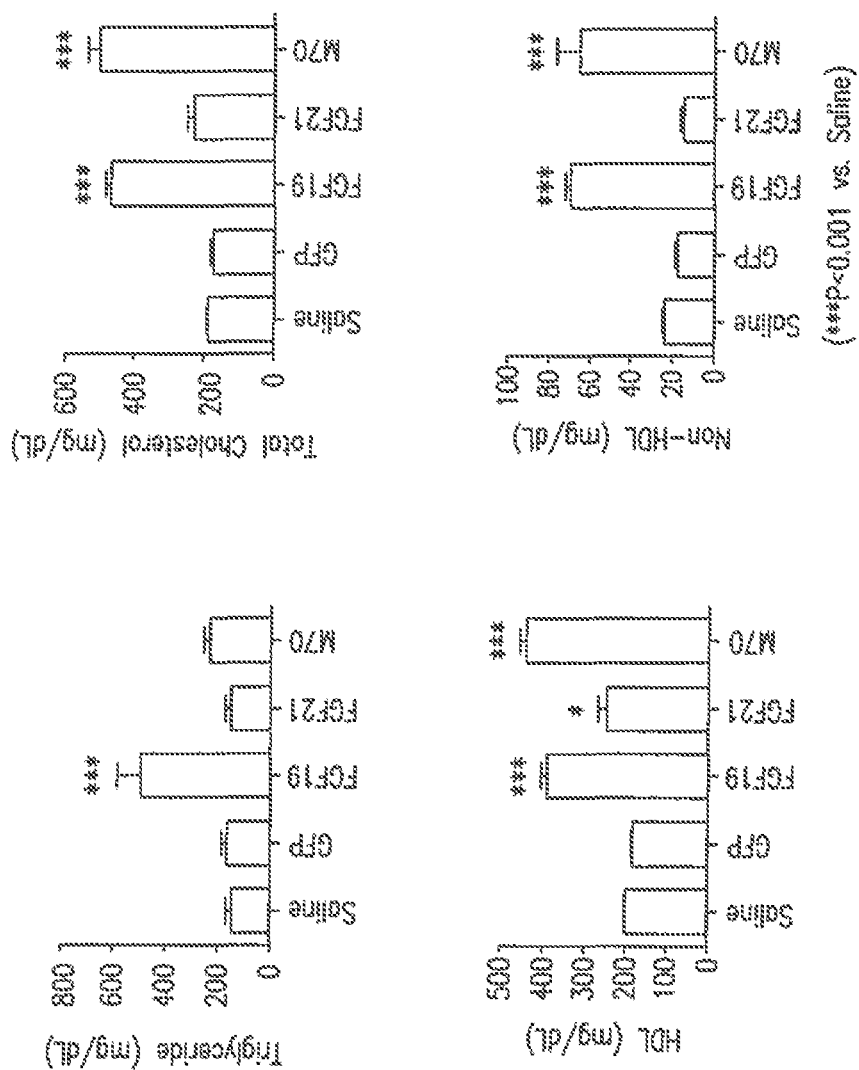 Triglyceride (mg/dL)
800
600
400
200
0
***
Saline
GFP
FGF19
FGF21
M70
Total Cholesterol (mg/dL)
600
400
200
0
***
***
Saline
GFP
FGF19
FGF21
M70
HDL (mg/dL)
500
400
300
200
100
0
***
*
***
Saline
GFP
FGF19
FGF21
M70
Non-HDL (mg/dL)
100
80
60
40
20
0
***
***
Saline
GFP
FGF19
FGF21
M70
(***P<0.001 vs. Saline)